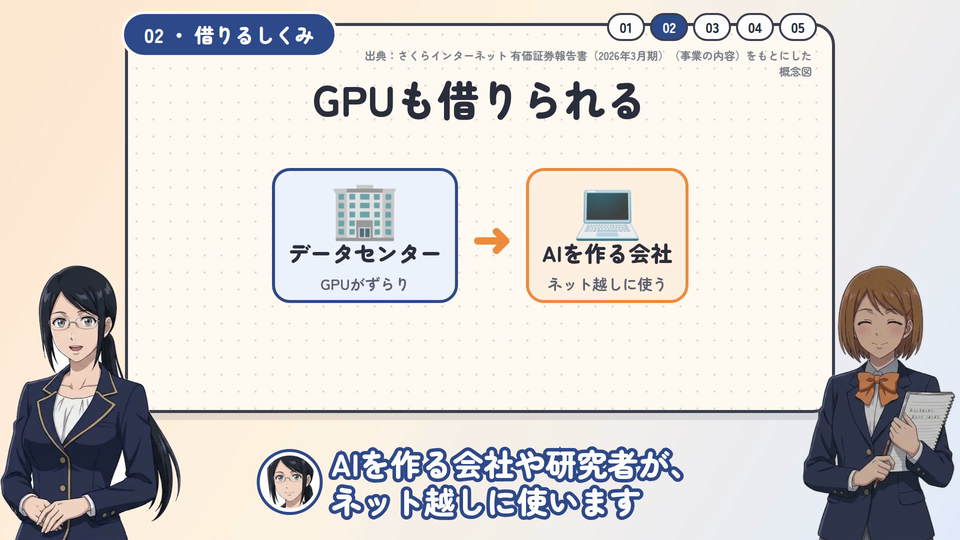 02 ・ 借りるしくみ
01 02 03 04 05
出典：さくらインターネット 有価証券報告書（2026年3月期）（事業の内容）をもとにした
概念図
GPUも借りられる
データセンター
GPUがずらり
AIを作る会社
ネット越しに使う
AIを作る会社や研究者が、
ネット越しに使います